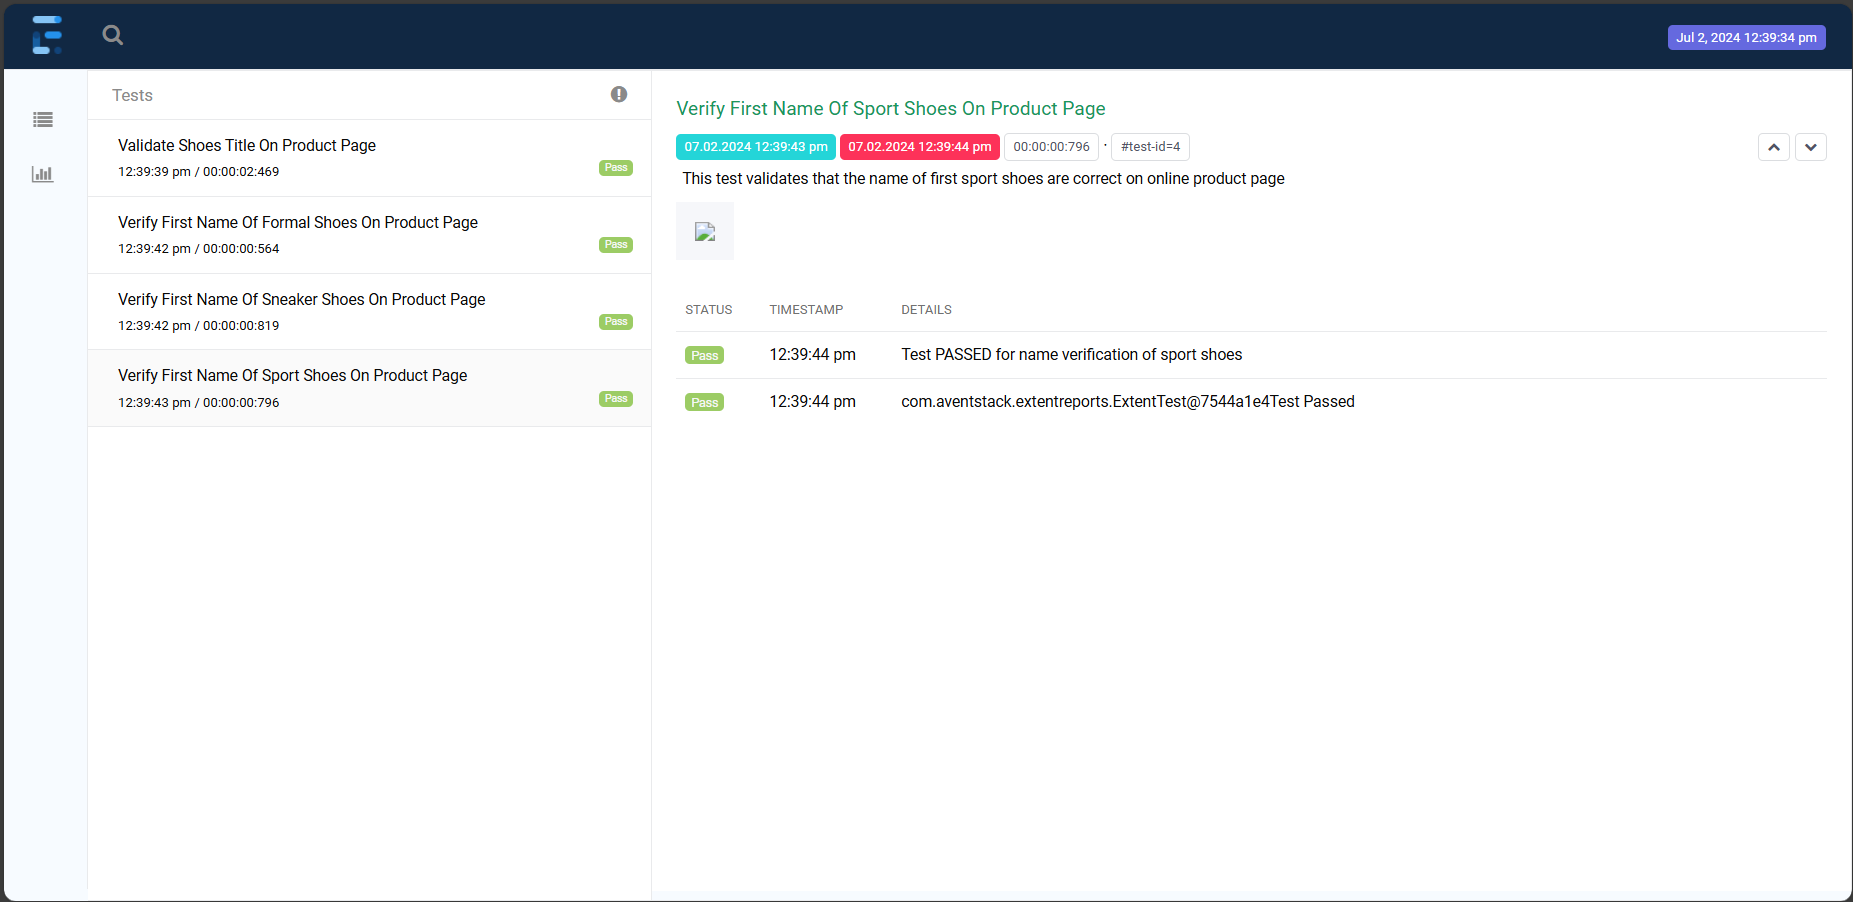 Jul 2, 2024 12:39:34 pm
Tests
Validate Shoes Title On Product Page
12:39:39 pm / 00:00:02:469
Pass
Verify First Name Of Formal Shoes On Product Page
12:39:42 pm / 00:00:00:564
Pass
Verify First Name Of Sneaker Shoes On Product Page
12:39:42 pm / 00:00:00:819
Pass
Verify First Name Of Sport Shoes On Product Page
12:39:43 pm / 00:00:00:796
Pass
Verify First Name Of Sport Shoes On Product Page
07.02.2024 12:39:43 pm 07.02.2024 12:39:44 pm 00:00:00:796 · #test-id=4
This test validates that the name of first sport shoes are correct on online product page
STATUS TIMESTAMP DETAILS
Pass 12:39:44 pm Test PASSED for name verification of sport shoes
Pass 12:39:44 pm com.aventstack.extentreports.ExtentTest@7544a1e4Test Passed